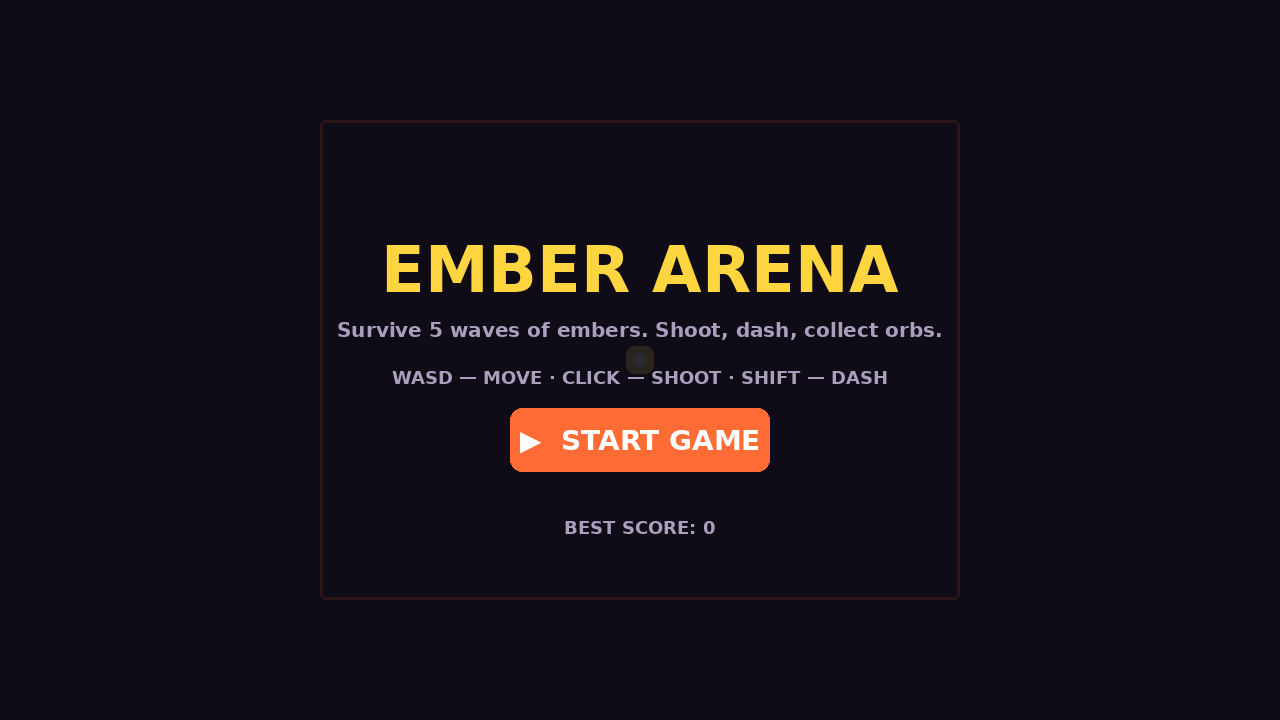 EMBER ARENA
Survive 5 waves of embers. Shoot, dash, collect orbs.
WASD — MOVE · CLICK — SHOOT · SHIFT — DASH
▶ START GAME
BEST SCORE: 0